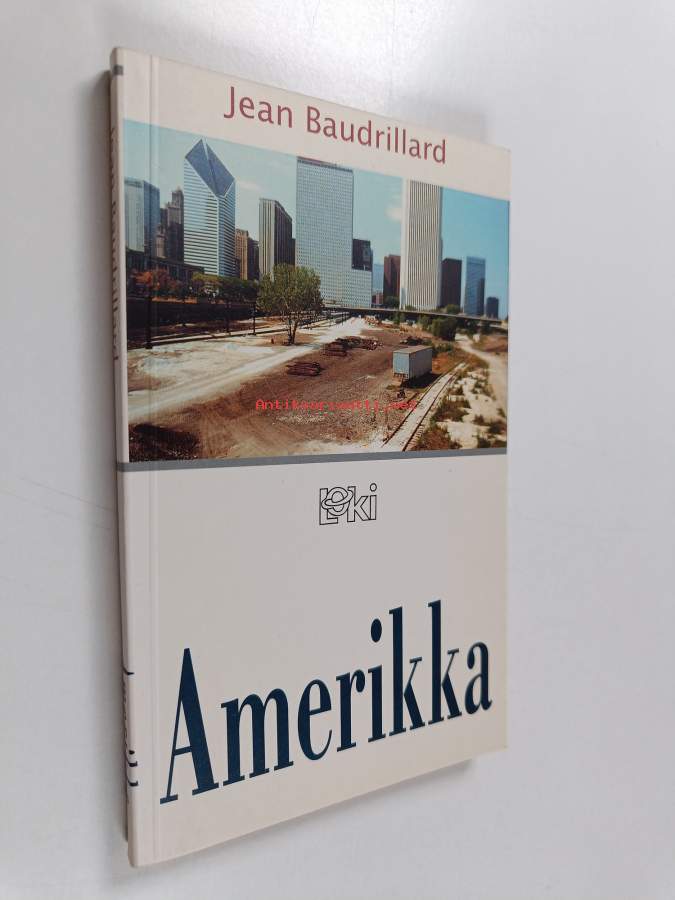 Jean Baudrillard
Antikvariaatti.net
Loki
Amerikka